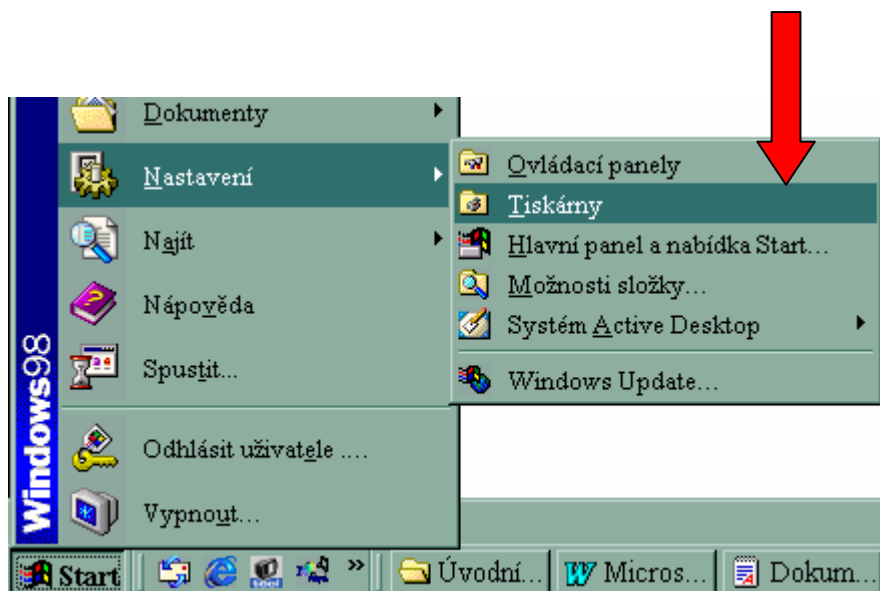 Dokumenty
Nastavení
Najít
Nápověda
Spustit...
Odhlásit uživatele ....
Vypnout...
Windows98
Ovládací panely
Tiskárny
Hlavní panel a nabídka Start...
Možnosti složky...
Systém Active Desktop
Windows Update...
Start
»
Úvodní...
Micros...
Dokum...